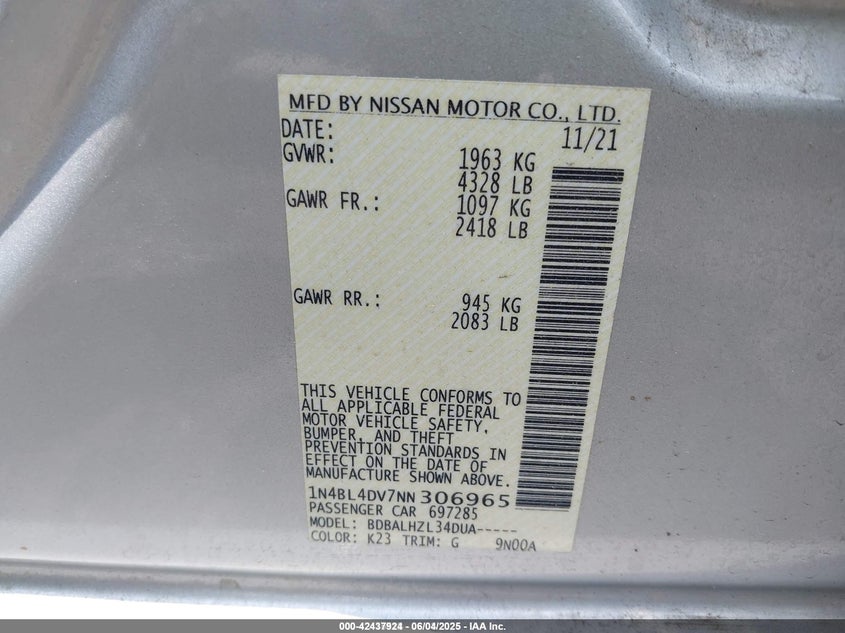 MFD BY NISSAN MOTOR CO., LTD.
DATE: 11/21
GVWR: 1963 KG
4328 LB
GAWR FR.: 1097 KG
2418 LB
GAWR RR.: 945 KG
2083 LB
THIS VEHICLE CONFORMS TO
ALL APPLICABLE FEDERAL
MOTOR VEHICLE SAFETY,
BUMPER, AND THEFT
PREVENTION STANDARDS IN
EFFECT ON THE DATE OF
MANUFACTURE SHOWN ABOVE.
1N4BL4DV7NN306965
PASSENGER CAR 697285
MODEL: BDBALHZL34DUA-----
COLOR: K23 TRIM: G 9N00A
000-42437924 - 06/04/2025 - IAA Inc.